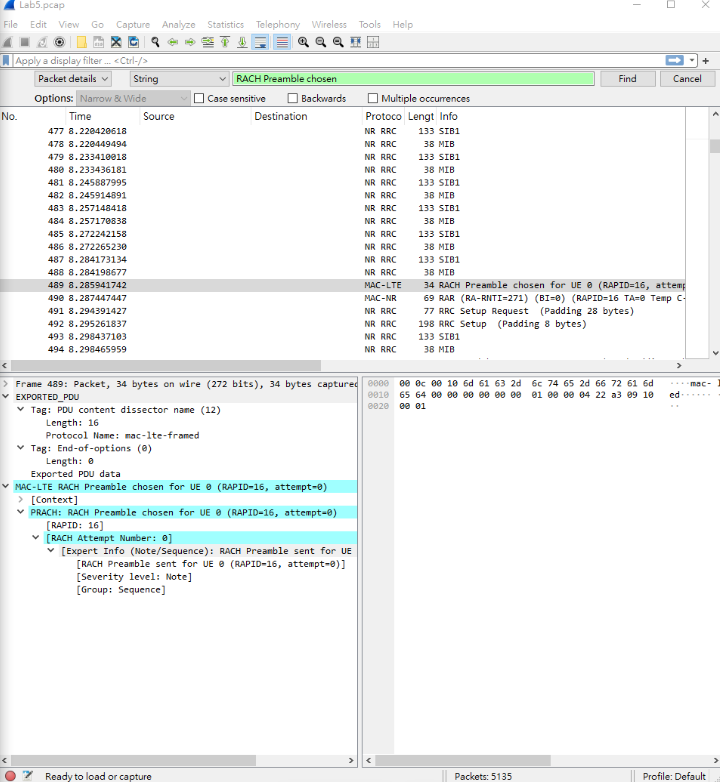 Lab5.pcap
File Edit View Go Capture Analyze Statistics Telephony Wireless Tools Help
Apply a display filter ... <Ctrl-/>
Packet details String RACH Preamble chosen Find Cancel
Options: Narrow & Wide Case sensitive Backwards Multiple occurrences
No. Time Source Destination Protoco Lengt Info
477 8.220420618 NR RRC 133 SIB1
478 8.220449494 NR RRC 38 MIB
479 8.233410018 NR RRC 133 SIB1
480 8.233436181 NR RRC 38 MIB
481 8.245887995 NR RRC 133 SIB1
482 8.245914891 NR RRC 38 MIB
483 8.257148418 NR RRC 133 SIB1
484 8.257170838 NR RRC 38 MIB
485 8.272242158 NR RRC 133 SIB1
486 8.272265230 NR RRC 38 MIB
487 8.284173134 NR RRC 133 SIB1
488 8.284198677 NR RRC 38 MIB
489 8.285941742 MAC-LTE 34 RACH Preamble chosen for UE 0 (RAPID=16, attemp
490 8.287447447 MAC-NR 69 RAR (RA-RNTI=271) (BI=0) (RAPID=16 TA=0 Temp C-
491 8.294391427 NR RRC 77 RRC Setup Request (Padding 28 bytes)
492 8.295261837 NR RRC 198 RRC Setup (Padding 8 bytes)
493 8.298437103 NR RRC 133 SIB1
494 8.298465959 NR RRC 38 MIB
Frame 489: Packet, 34 bytes on wire (272 bits), 34 bytes captured
EXPORTED_PDU
Tag: PDU content dissector name (12)
Length: 16
Protocol Name: mac-lte-framed
Tag: End-of-options (0)
Length: 0
Exported PDU data
MAC-LTE RACH Preamble chosen for UE 0 (RAPID=16, attempt=0)
[Context]
PRACH: RACH Preamble chosen for UE 0 (RAPID=16, attempt=0)
[RAPID: 16]
[RACH Attempt Number: 0]
[Expert Info (Note/Sequence): RACH Preamble sent for UE
[RACH Preamble sent for UE 0 (RAPID=16, attempt=0)]
[Severity level: Note]
[Group: Sequence]
0000 00 0c 00 10 6d 61 63 2d 6c 74 65 2d 66 72 61 6d ····mac- l
0010 65 64 00 00 00 00 00 00 01 00 00 04 22 a3 09 10 ed······ ·
0020 00 01 ··
Ready to load or capture Packets: 5135 Profile: Default